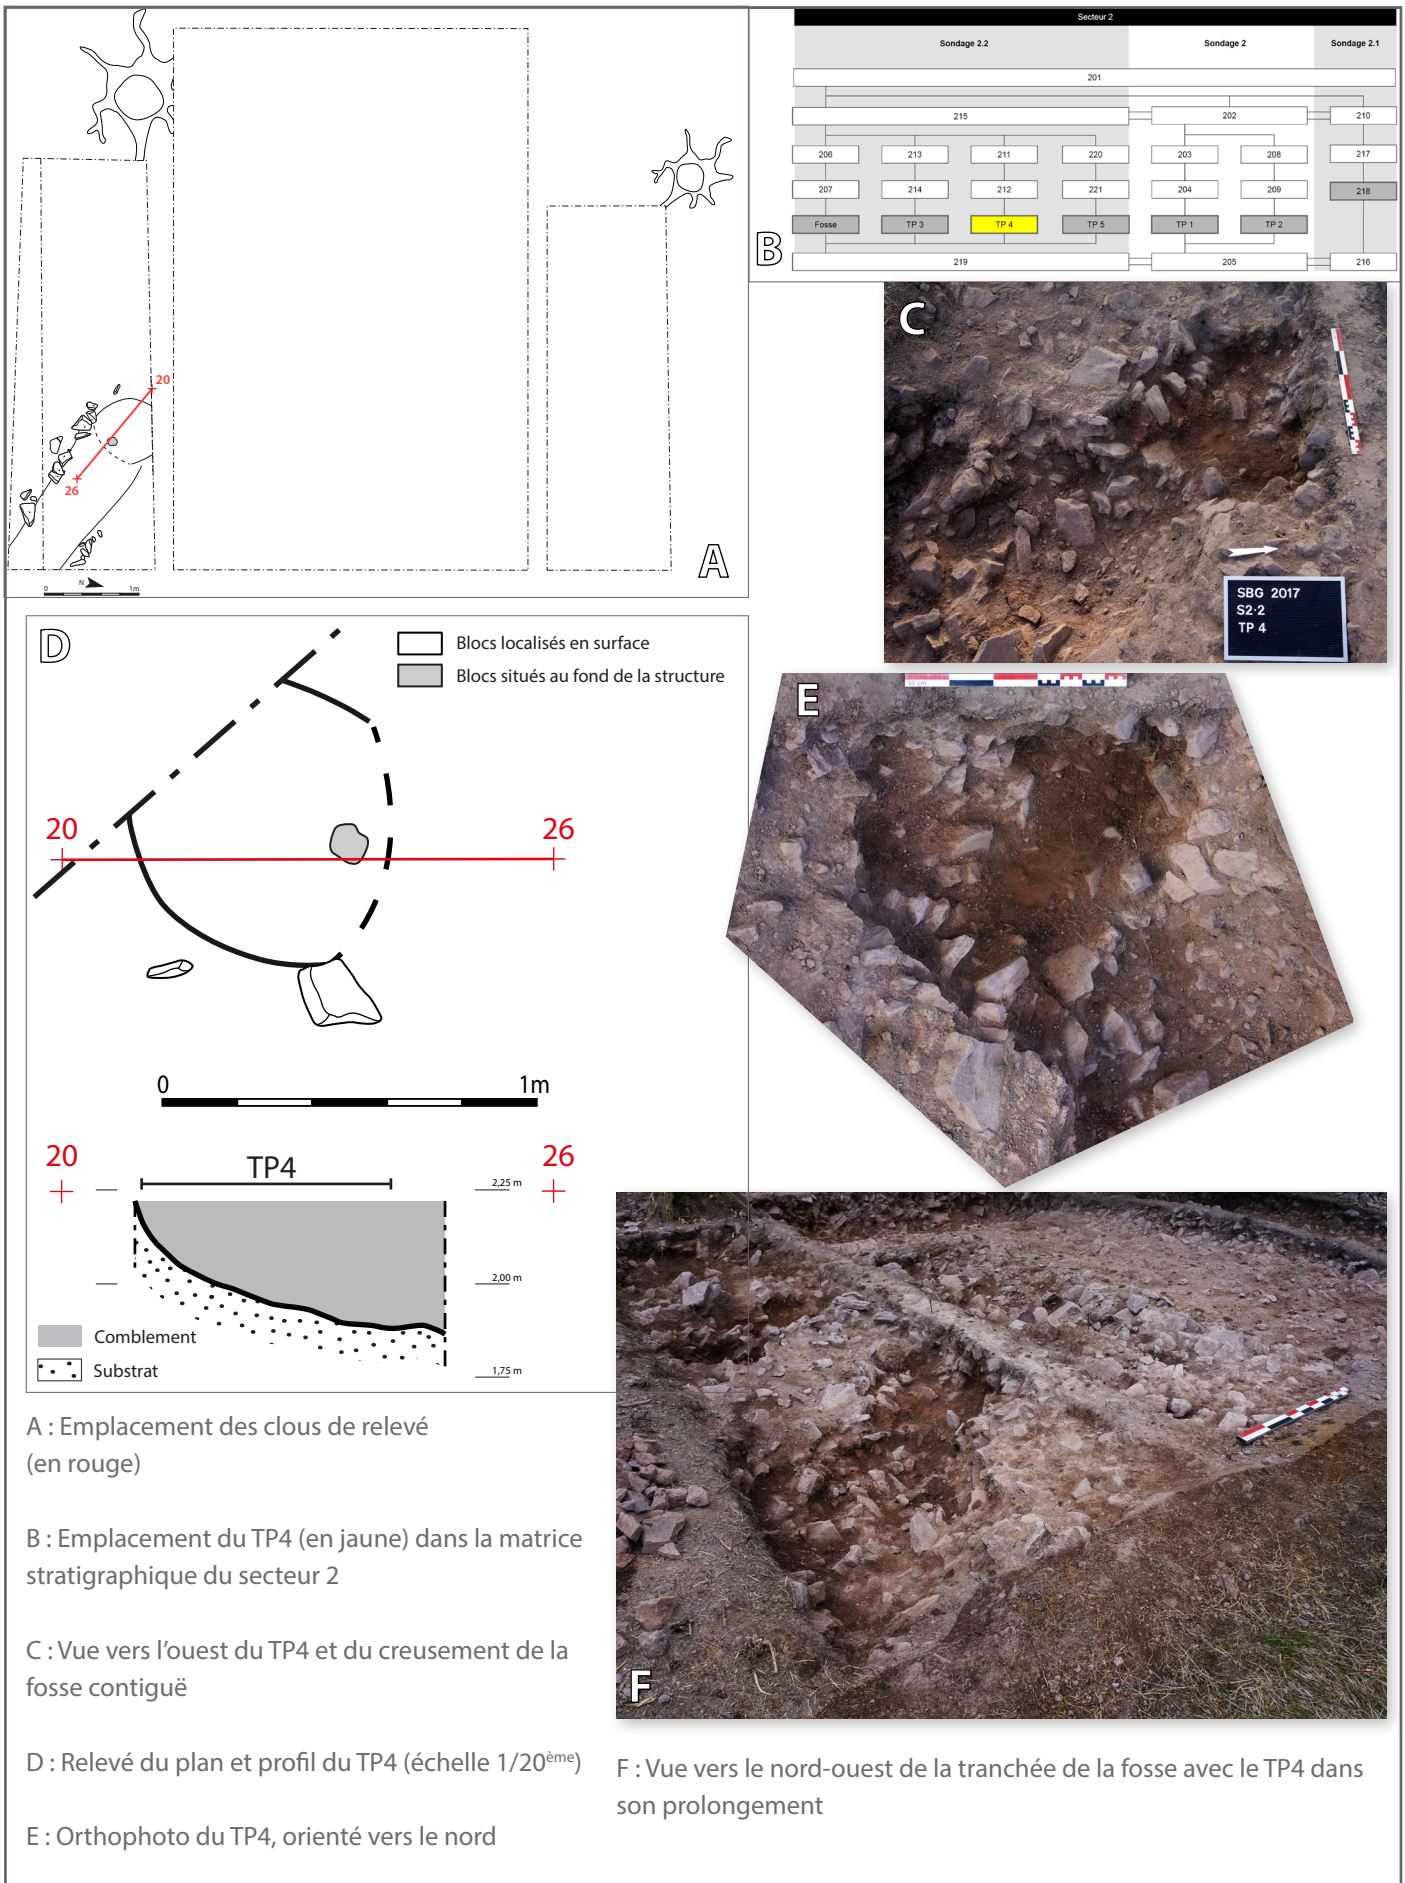 20
26
N
0 1m
A
Secteur 2
Sondage 2.2 Sondage 2 Sondage 2.1
201
215 202 210
206 213 211 220 203 208 217
207 214 212 221 204 209 218
Fosse TP 3 TP 4 TP 5 TP 1 TP 2
219 205 216
B
C
SBG 2017
S2·2
TP 4
D
Blocs localisés en surface
Blocs situés au fond de la structure
20 26
0 1m
20 TP4 26
2,25 m
2,00 m
1,75 m
Comblement
Substrat
E
50 cm
F
A : Emplacement des clous de relevé
(en rouge)
B : Emplacement du TP4 (en jaune) dans la matrice
stratigraphique du secteur 2
C : Vue vers l'ouest du TP4 et du creusement de la
fosse contiguë
D : Relevé du plan et profil du TP4 (échelle 1/20ème)
E : Orthophoto du TP4, orienté vers le nord
F : Vue vers le nord-ouest de la tranchée de la fosse avec le TP4 dans
son prolongement